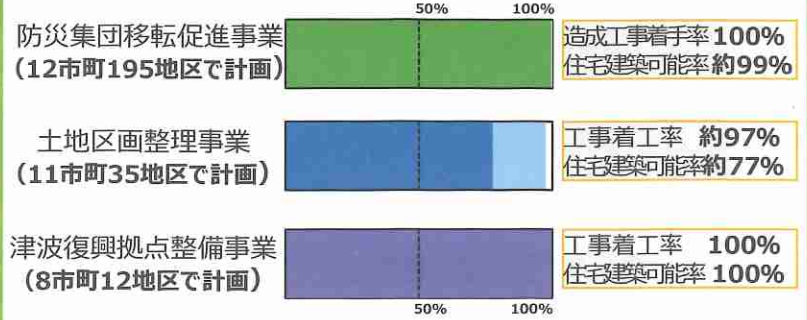 50% 100%
防災集団移転促進事業
(12市町195地区で計画)
造成工事着手率 100%
住宅建築可能率 約99%
土地区画整理事業
(11市町35地区で計画)
工事着工率 約97%
住宅建築可能率約77%
津波復興拠点整備事業
(8市町12地区で計画)
工事着工率 100%
住宅建築可能率 100%
50% 100%